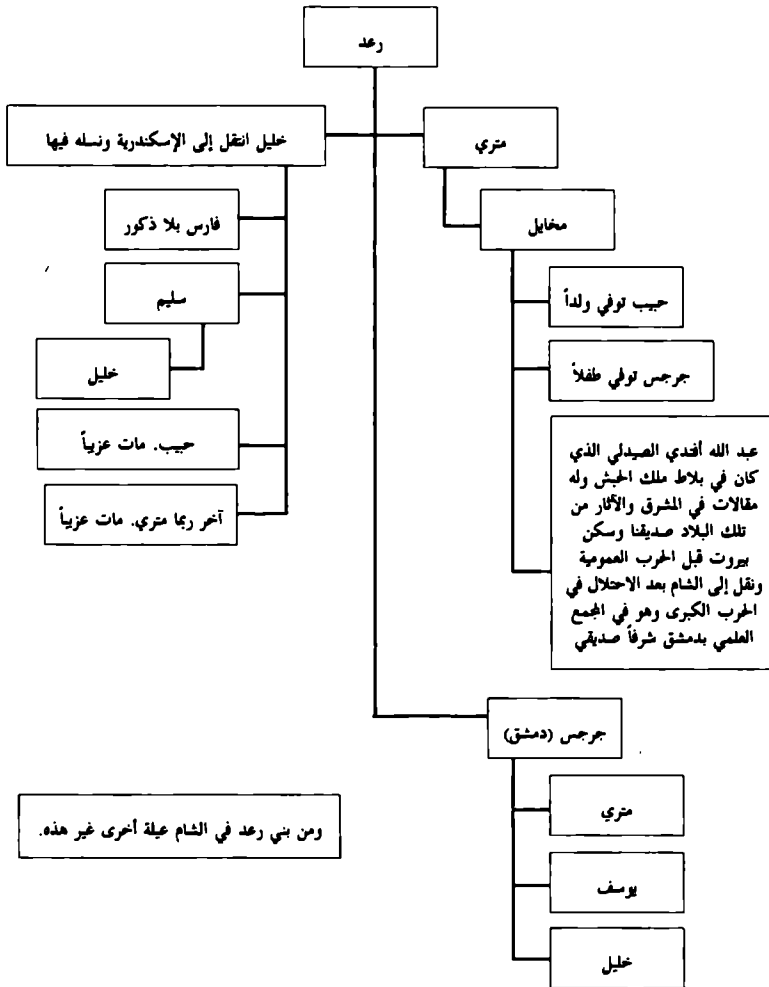 رعد
متري
خليل انتقل إلى الإسكندرية ونسله فيها
مخايل
فارس بلا ذكور
حبيب توفي ولداً
سليم
جرجس توفي طفلاً
خليل
عبد الله أفندي الصيدلي الذي
كان في بلاط ملك الحبش وله
مقالات في المشرق والآثار من
تلك البلاد صديقنا وسكن
بيروت قبل الحرب العمومية
ونقل إلى الشام بعد الاحتلال في
الحرب الكبرى وهو في المجمع
العلمي بدمشق شرفاً صديقي
حبيب. مات عزيباً
آخر ربما متري. مات عزيباً
جرجس (دمشق)
متري
يوسف
خليل
ومن بني رعد في الشام عيلة أخرى غير هذه.